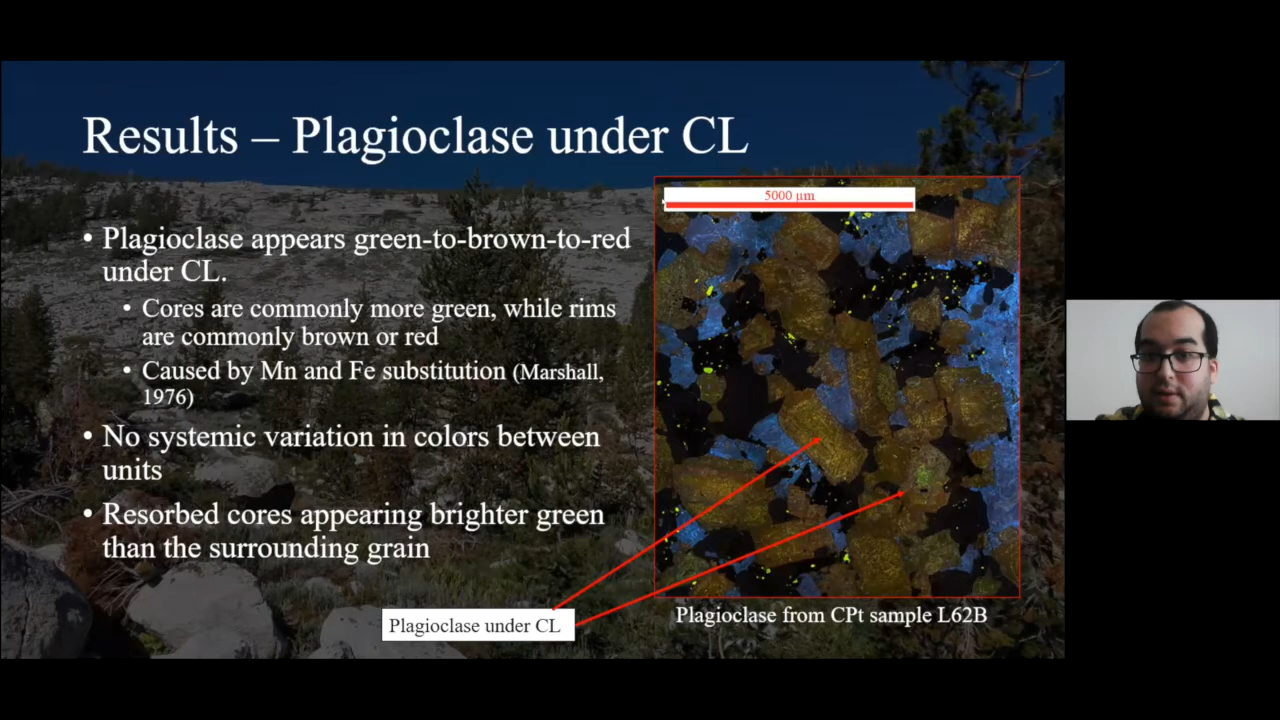 Results – Plagioclase under CL
• Plagioclase appears green-to-brown-to-red
under CL.
• Cores are commonly more green, while rims
are commonly brown or red
• Caused by Mn and Fe substitution (Marshall,
1976)
• No systemic variation in colors between
units
• Resorbed cores appearing brighter green
than the surrounding grain
5000 µm
Plagioclase under CL
Plagioclase from CPt sample L62B